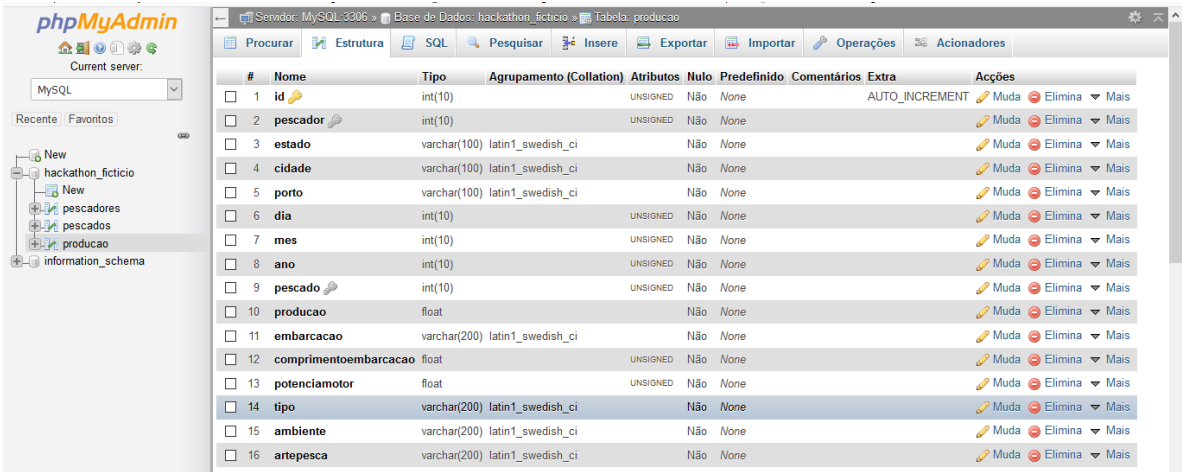 phpMyAdmin
Current server:
MySQL
Recente Favoritos
New
hackathon_ficticio
New
pescadores
pescados
producao
information_schema
Servidor: MySQL:3306 » Base de Dados: hackathon_ficticio » Tabela: producao
Procurar Estrutura SQL Pesquisar Insere Exportar Importar Operações Acionadores
# Nome Tipo Agrupamento (Collation) Atributos Nulo Predefinido Comentários Extra Acções
1 id int(10) UNSIGNED Não None AUTO_INCREMENT Muda Elimina Mais
2 pescador int(10) UNSIGNED Não None Muda Elimina Mais
3 estado varchar(100) latin1_swedish_ci Não None Muda Elimina Mais
4 cidade varchar(100) latin1_swedish_ci Não None Muda Elimina Mais
5 porto varchar(100) latin1_swedish_ci Não None Muda Elimina Mais
6 dia int(10) UNSIGNED Não None Muda Elimina Mais
7 mes int(10) UNSIGNED Não None Muda Elimina Mais
8 ano int(10) UNSIGNED Não None Muda Elimina Mais
9 pescado int(10) UNSIGNED Não None Muda Elimina Mais
10 producao float Não None Muda Elimina Mais
11 embarcacao varchar(200) latin1_swedish_ci Não None Muda Elimina Mais
12 comprimentoembarcacao float UNSIGNED Não None Muda Elimina Mais
13 potenciamotor float UNSIGNED Não None Muda Elimina Mais
14 tipo varchar(200) latin1_swedish_ci Não None Muda Elimina Mais
15 ambiente varchar(200) latin1_swedish_ci Não None Muda Elimina Mais
16 artepesca varchar(200) latin1_swedish_ci Não None Muda Elimina Mais